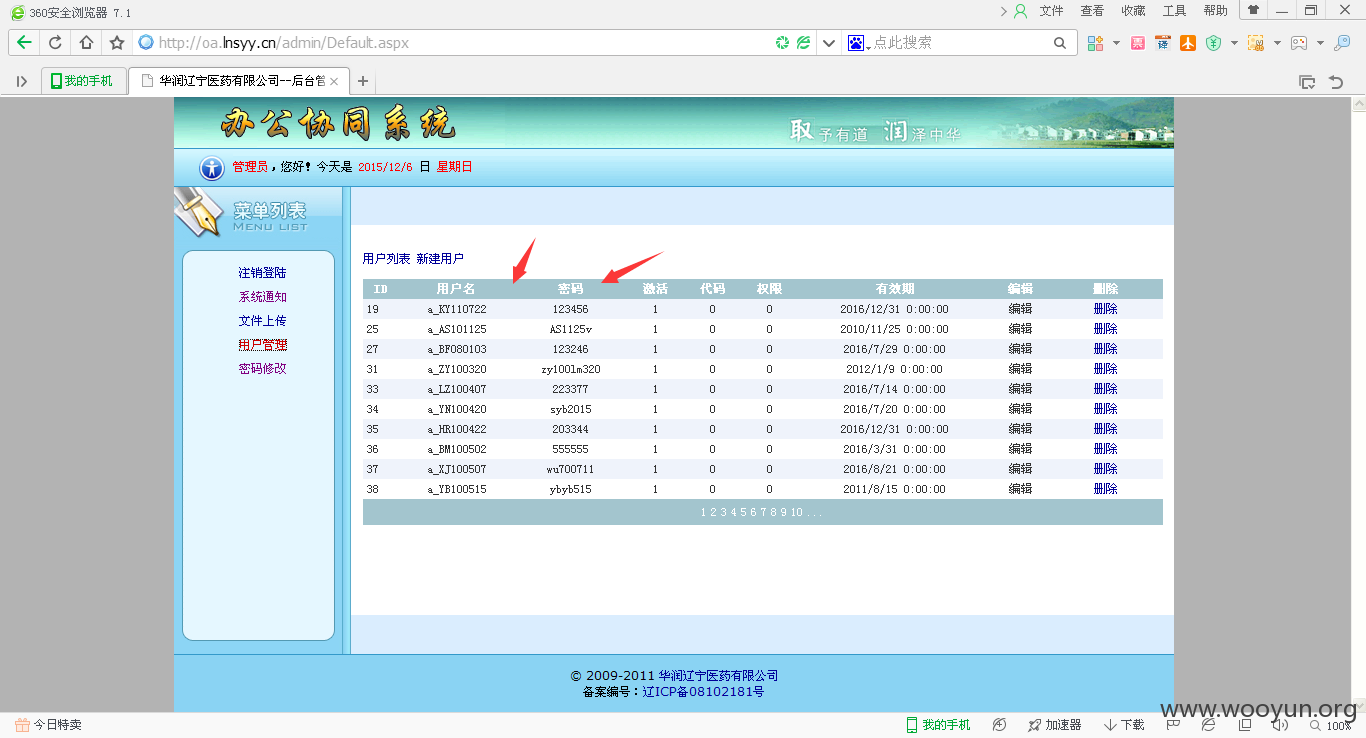 360安全浏览器 7.1
文件 查看 收藏 工具 帮助
http://oa.lnsyy.cn/admin/Default.aspx
点此搜索
我的手机
华润辽宁医药有限公司--后台管
办公协同系统
取予有道 润泽中华
管理员,您好!今天是 2015/12/6 日 星期日
菜单列表
MENU LIST
注销登陆
系统通知
文件上传
用户管理
密码修改
用户列表 新建用户
ID 用户名 密码 激活 代码 权限 有效期 编辑 删除
19 a_KY110722 123456 1 0 0 2016/12/31 0:00:00 编辑 删除
25 a_AS101125 AS1125v 1 0 0 2010/11/25 0:00:00 编辑 删除
27 a_BF080103 123246 1 0 0 2016/7/29 0:00:00 编辑 删除
31 a_ZY100320 zy100lm320 1 0 0 2012/1/9 0:00:00 编辑 删除
33 a_LZ100407 223377 1 0 0 2016/7/14 0:00:00 编辑 删除
34 a_YN100420 syb2015 1 0 0 2016/7/20 0:00:00 编辑 删除
35 a_HR100422 203344 1 0 0 2016/12/31 0:00:00 编辑 删除
36 a_BM100502 555555 1 0 0 2016/3/31 0:00:00 编辑 删除
37 a_XJ100507 wu700711 1 0 0 2016/8/21 0:00:00 编辑 删除
38 a_YB100515 ybyb515 1 0 0 2011/8/15 0:00:00 编辑 删除
1 2 3 4 5 6 7 8 9 10 ...
© 2009-2011 华润辽宁医药有限公司
备案编号:辽ICP备08102181号
www.wooyun.org
今日特卖
我的手机
加速器
下载
100%